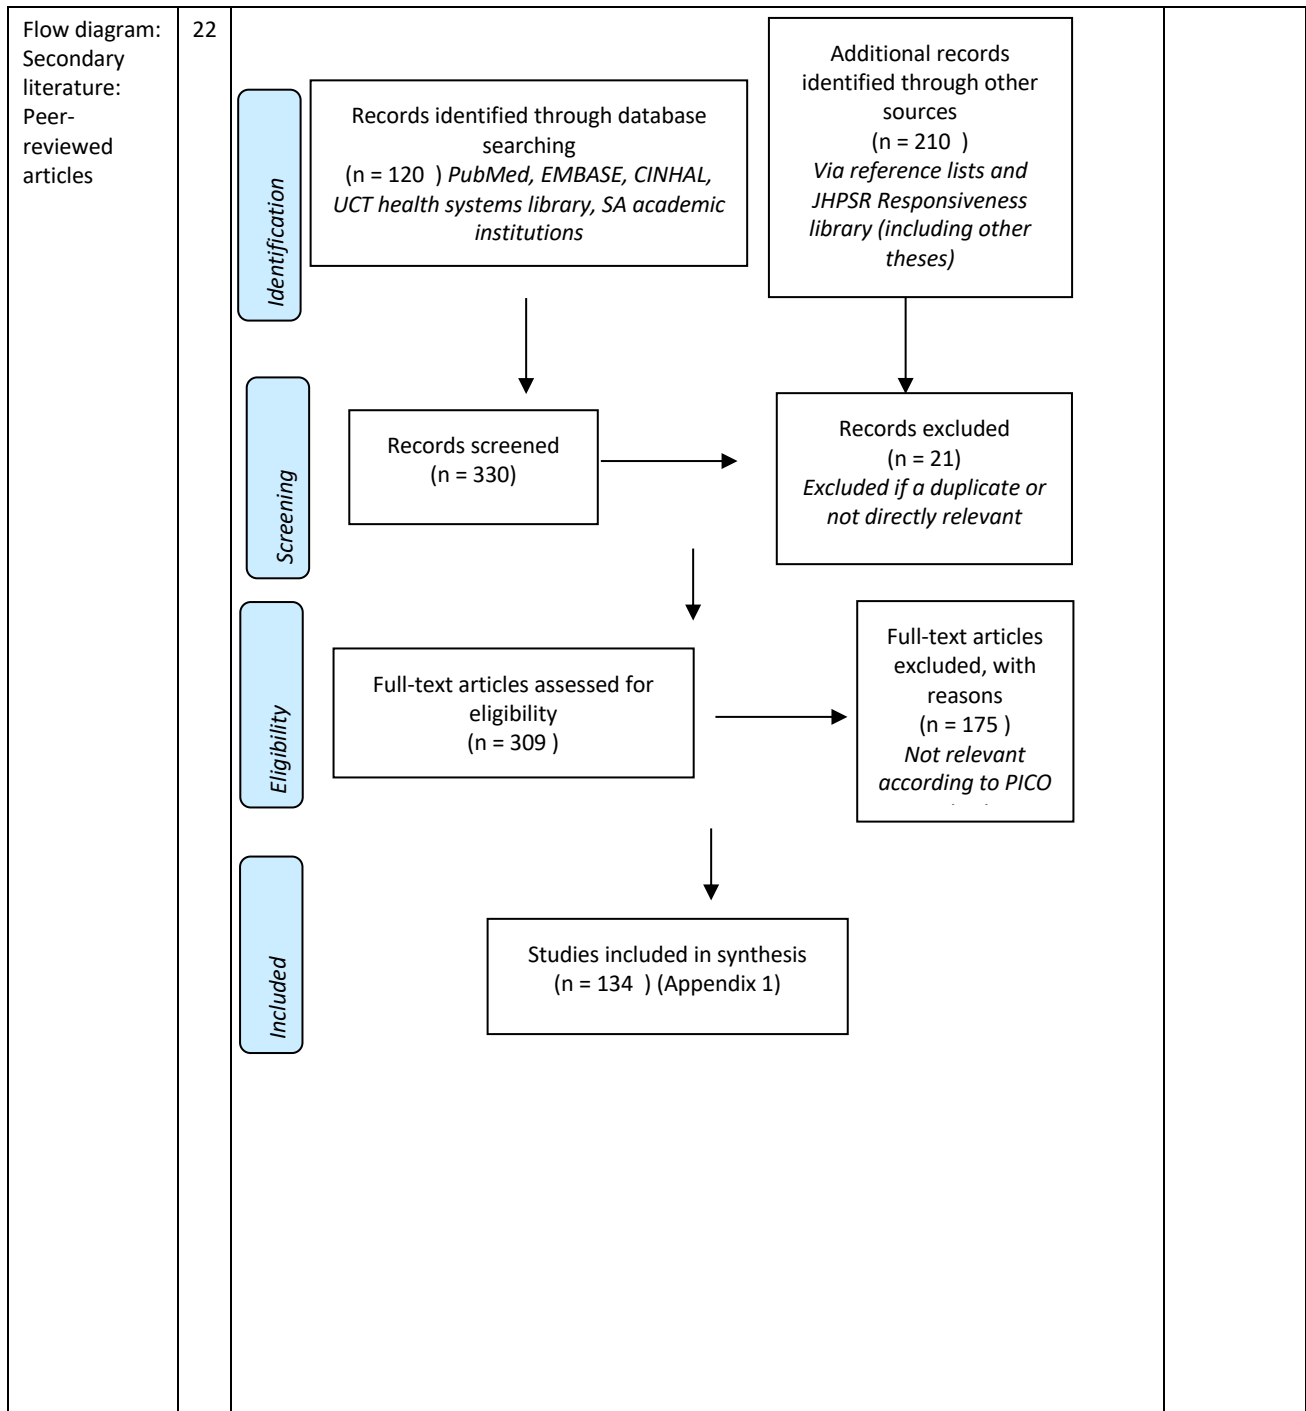 Flow diagram:
Secondary
literature:
Peer-
reviewed
articles
22
Identification
Records identified through database
searching
(n = 120  ) PubMed, EMBASE, CINHAL,
UCT health systems library, SA academic
institutions
Additional records
identified through other
sources
(n = 210  )
Via reference lists and
JHPSR Responsiveness
library (including other
theses)
Screening
Records screened
(n = 330)
Records excluded
(n = 21)
Excluded if a duplicate or
not directly relevant
Eligibility
Full-text articles assessed for
eligibility
(n = 309 )
Full-text articles
excluded, with
reasons
(n = 175 )
Not relevant
according to PICO
Included
Studies included in synthesis
(n = 134  ) (Appendix 1)